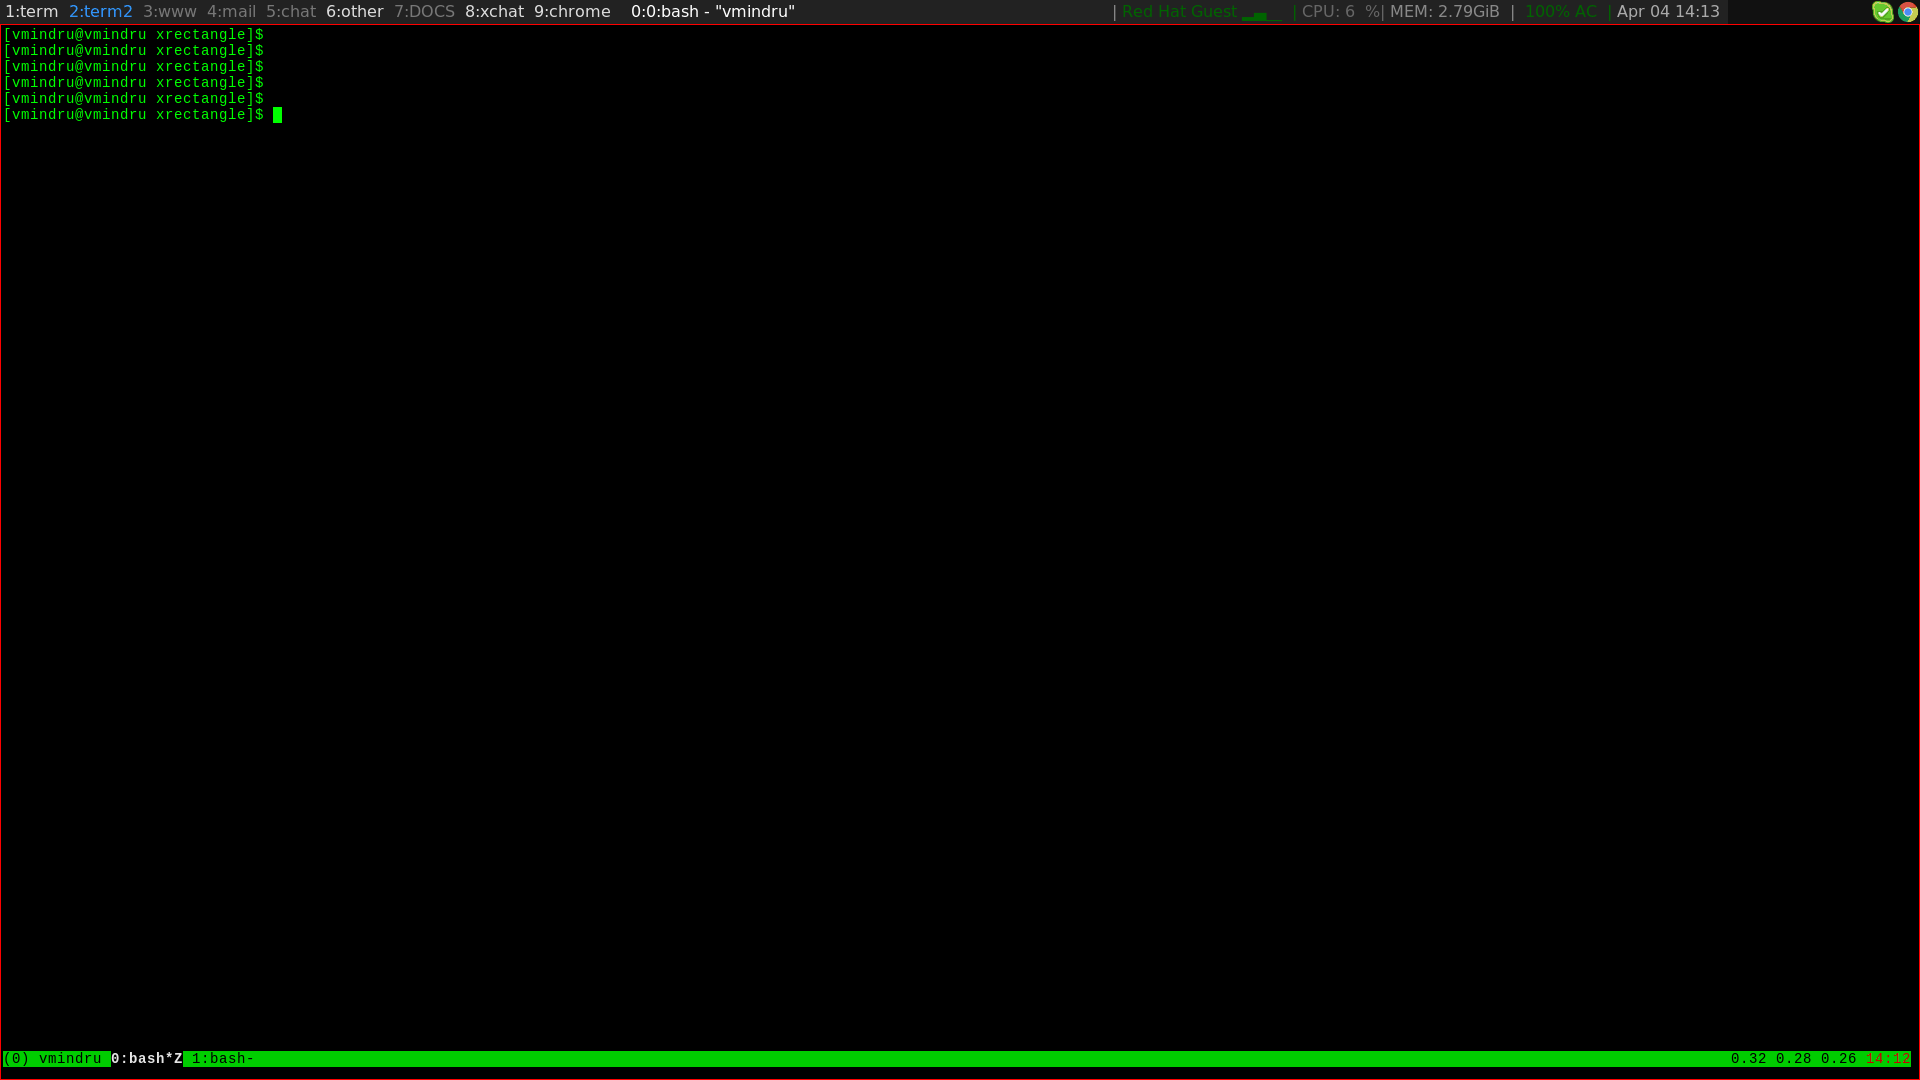 1:term 2:term2 3:www 4:mail 5:chat 6:other 7:DOCS 8:xchat 9:chrome 0:0:bash - "vmindru" | Red Hat Guest | CPU: 6 %| MEM: 2.79GiB | 100% AC | Apr 04 14:13
[vmindru@vmindru xrectangle]$
[vmindru@vmindru xrectangle]$
[vmindru@vmindru xrectangle]$
[vmindru@vmindru xrectangle]$
[vmindru@vmindru xrectangle]$
[vmindru@vmindru xrectangle]$
(0) vmindru 0:bash*Z 1:bash- 0.32 0.28 0.26 14:12